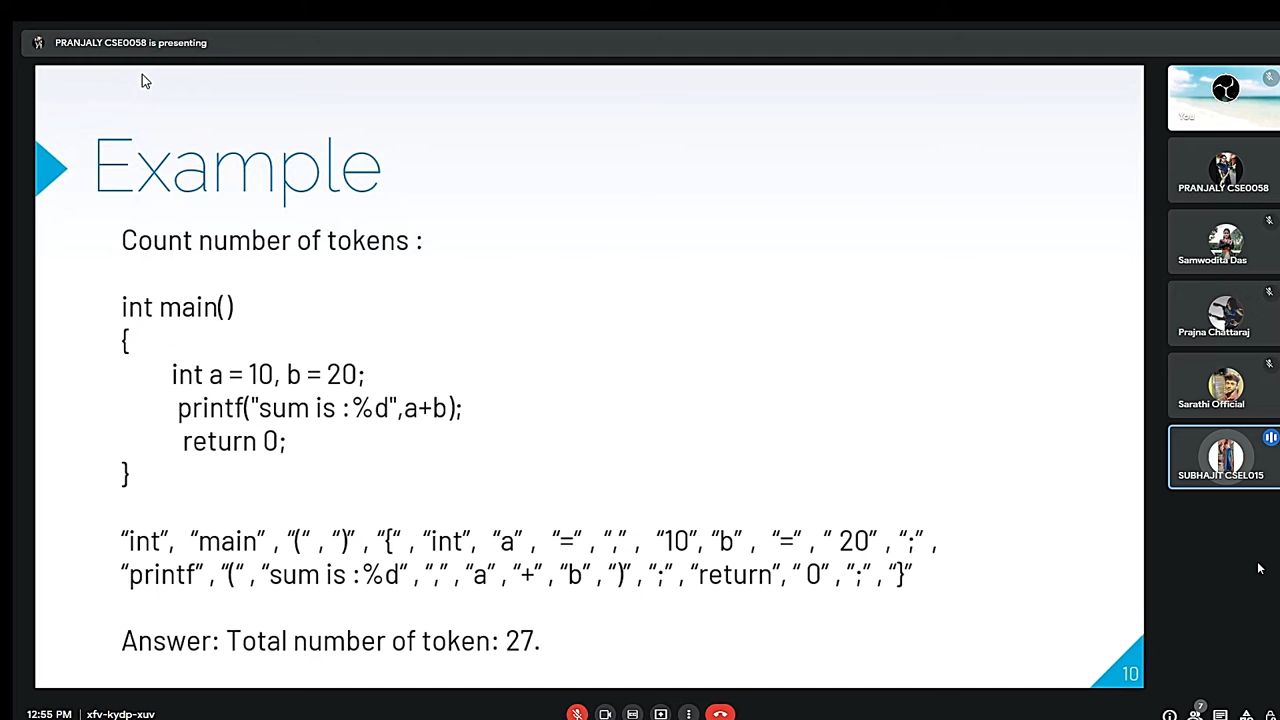 PRANJALY CSE0058 is presenting
Example
Count number of tokens :
int main()
{
int a = 10, b = 20;
printf("sum is :%d",a+b);
return 0;
}
“int”, “main” , “(“ , “)” , “{“ , “int”, “a” , “=“ , “,” , “10”, “b” , “=“ , “ 20” , “;” ,
“printf” , “(“ , “sum is :%d” , “,” , “a” , “+” , “b” , “)” , “;” , “return”, “ 0” , “;” , “}”
Answer: Total number of token: 27.
10
You
PRANJALY CSE0058
Samwodita Das
Prajna Chattaraj
Sarathi Official
SUBHAJIT CSEL015
12:55 PM xfv-kydp-xuv
7